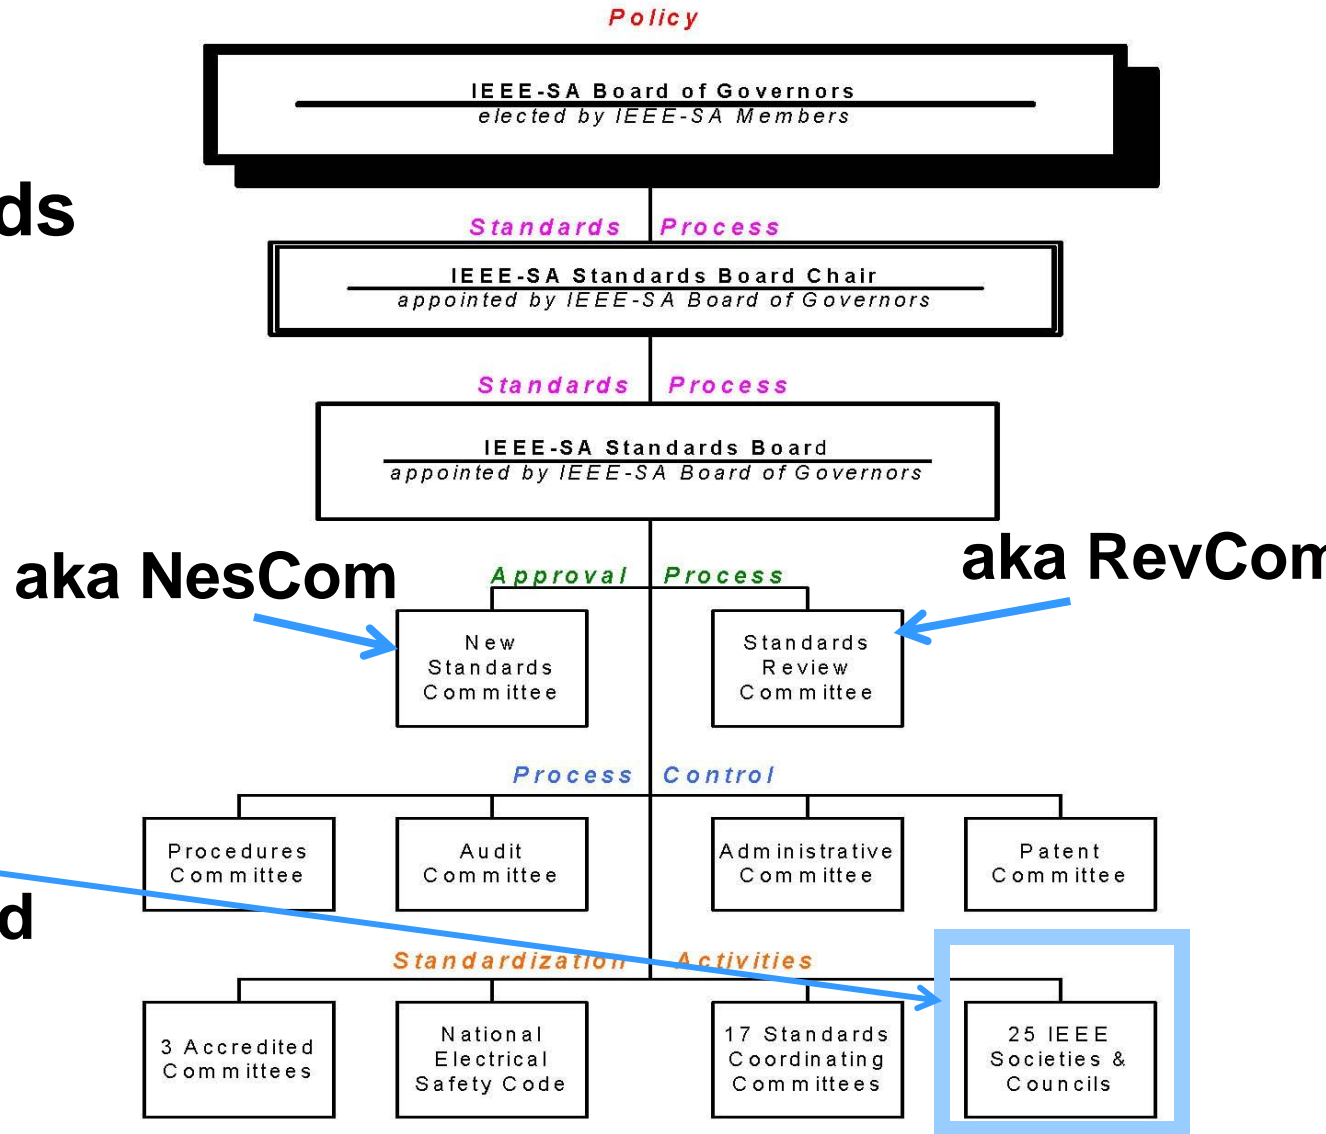 Policy
IEEE-SA Board of Governors
elected by IEEE-SA Members
ds
Standards Process
IEEE-SA Standards Board Chair
appointed by IEEE-SA Board of Governors
Standards Process
IEEE-SA Standards Board
appointed by IEEE-SA Board of Governors
aka NesCom
aka RevCom
Approval Process
New
Standards
Committee
Standards
Review
Committee
Process Control
Procedures
Committee
Audit
Committee
Administrative
Committee
Patent
Committee
d
Standardization Activities
3 Accredited
Committees
National
Electrical
Safety Code
17 Standards
Coordinating
Committees
25 IEEE
Societies &
Councils